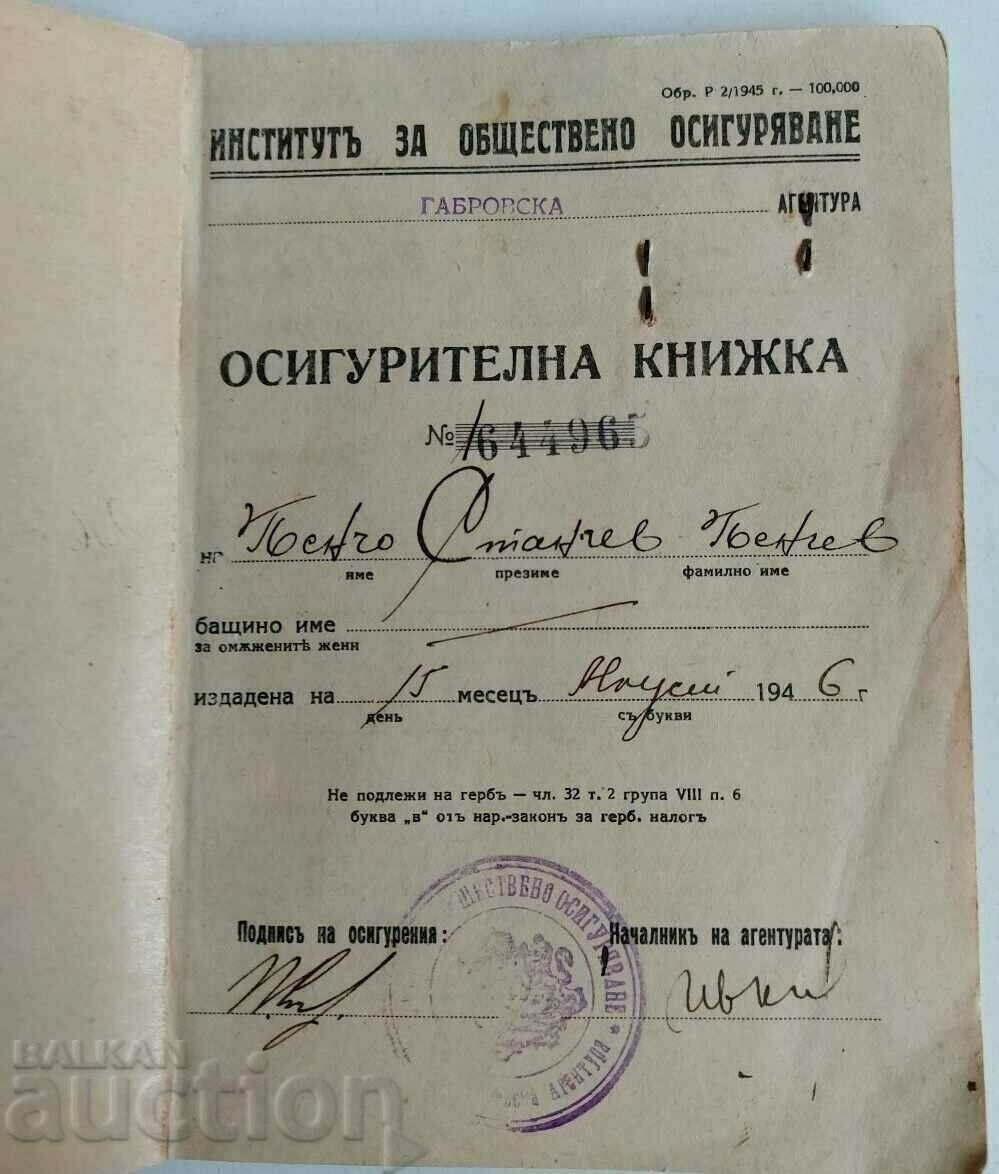 Обр. Р 2/1945 г. — 100,000
ИНСТИТУТЪ ЗА ОБЩЕСТВЕНО ОСИГУРЯВАНЕ
ГАБРОВСКА АГЕНТУРА
ОСИГУРИТЕЛНА КНИЖКА
№ 644965
на Пенчо Станчев Пенчев
име презиме фамилно име
бащино име
за омѫженитѣ жени
издадена на 15 месецъ Август 1946 г
день съ букви
Не подлежи на гербъ — чл. 32 т. 2 група VIII п. 6
буква „в" отъ нар.-законъ за герб. налогъ
ОБЩЕСТВЕНО ОСИГУРЯВАНЕ *
Подписъ на осигурения: Началникъ на агентурата:
BALKAN
auction